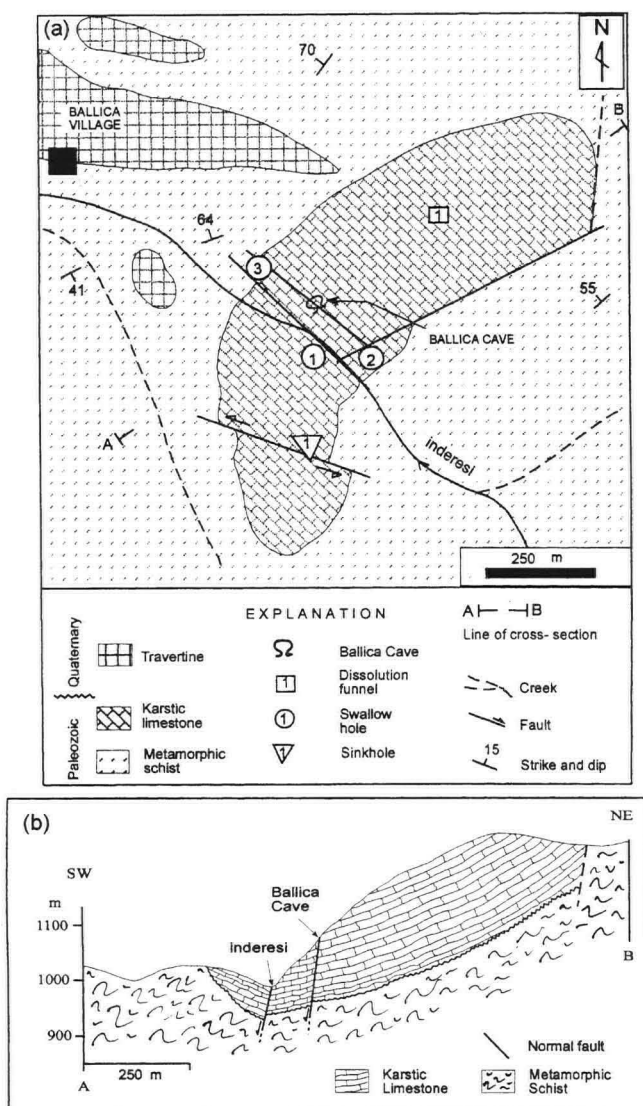 (a)
N
70
B
BALLICA
VILLAGE
1
64
3
41
55
BALLICA CAVE
1
2
A
1
inderesi
250 m
EXPLANATION
A B
Line of cross- section
Quaternary
Travertine
Ballica Cave
1
Dissolution
funnel
Creek
Paleozoic
Karstic
limestone
1
Swallow
hole
Fault
Metamorphic
schist
1
Sinkhole
15
Strike and dip
(b)
NE
SW
m
Ballica
Cave
1100
inderesi
1000
B
900
Normal fault
250 m
A
Karstic
Limestone
Metamorphic
Schist